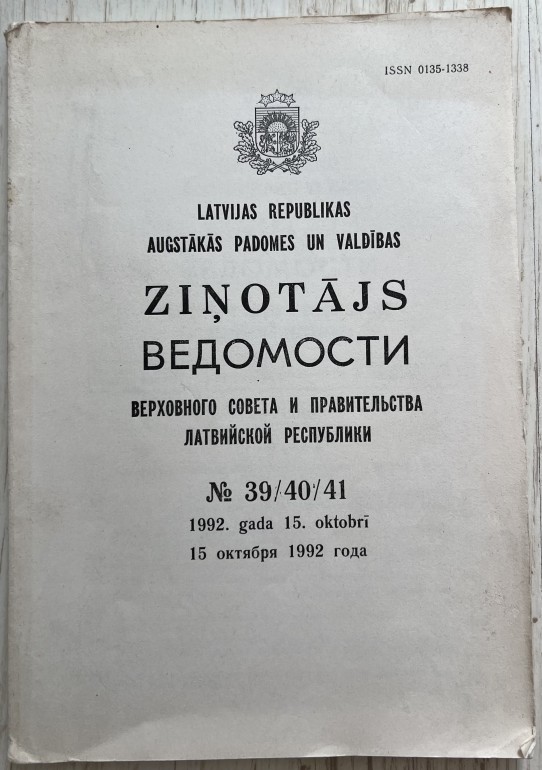 ISSN 0135-1338
LATVIJAS REPUBLIKAS
AUGSTĀKĀS PADOMES UN VALDĪBAS
ZIŅOTĀJS
ВЕДОМОСТИ
ВЕРХОВНОГО СОВЕТА И ПРАВИТЕЛЬСТВА
ЛАТВИЙСКОЙ РЕСПУБЛИКИ
№ 39/40/41
1992. gada 15. oktobrī
15 октября 1992 года